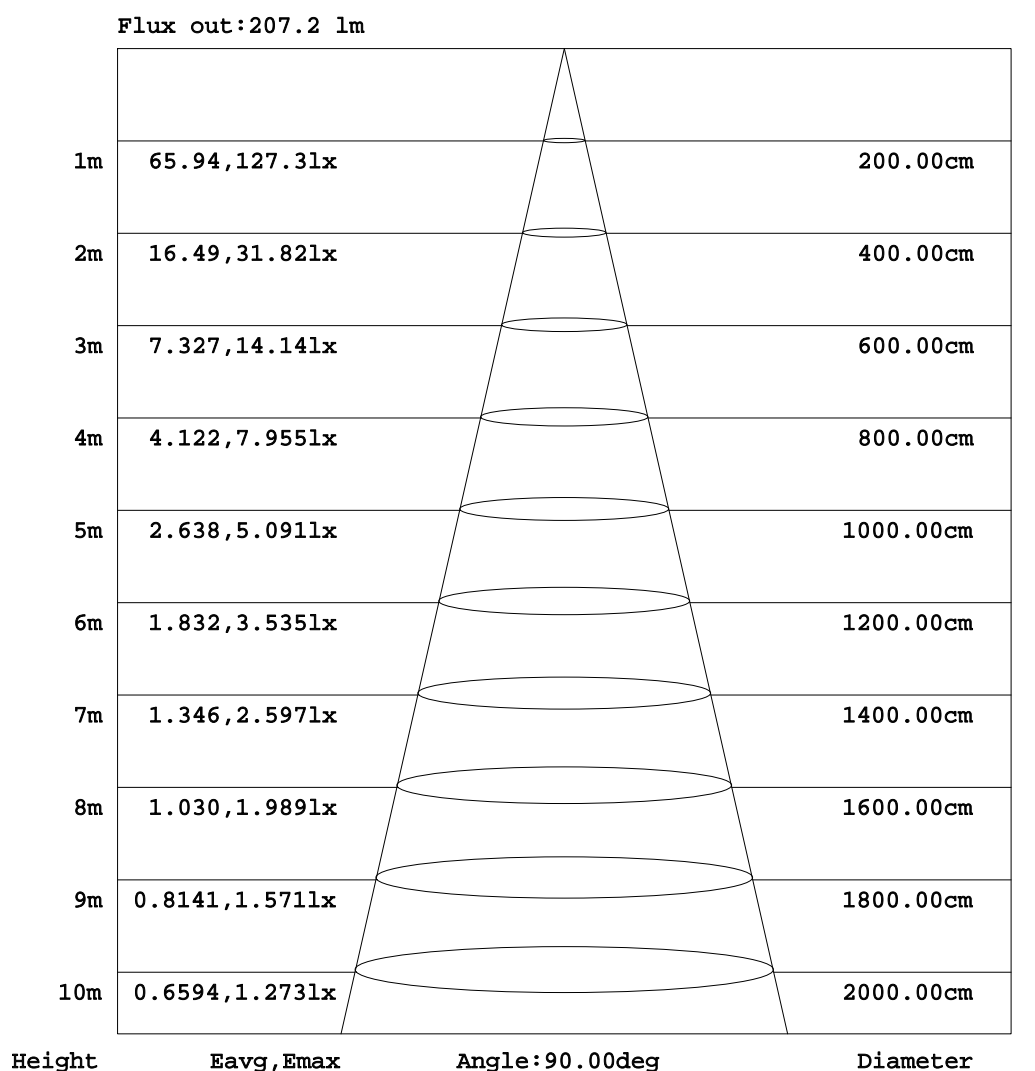 Flux out:207.2 lm
1m 65.94,127.3lx 200.00cm
2m 16.49,31.82lx 400.00cm
3m 7.327,14.14lx 600.00cm
4m 4.122,7.955lx 800.00cm
5m 2.638,5.091lx 1000.00cm
6m 1.832,3.535lx 1200.00cm
7m 1.346,2.597lx 1400.00cm
8m 1.030,1.989lx 1600.00cm
9m 0.8141,1.571lx 1800.00cm
10m 0.6594,1.273lx 2000.00cm
Height Eavg,Emax Angle:90.00deg Diameter